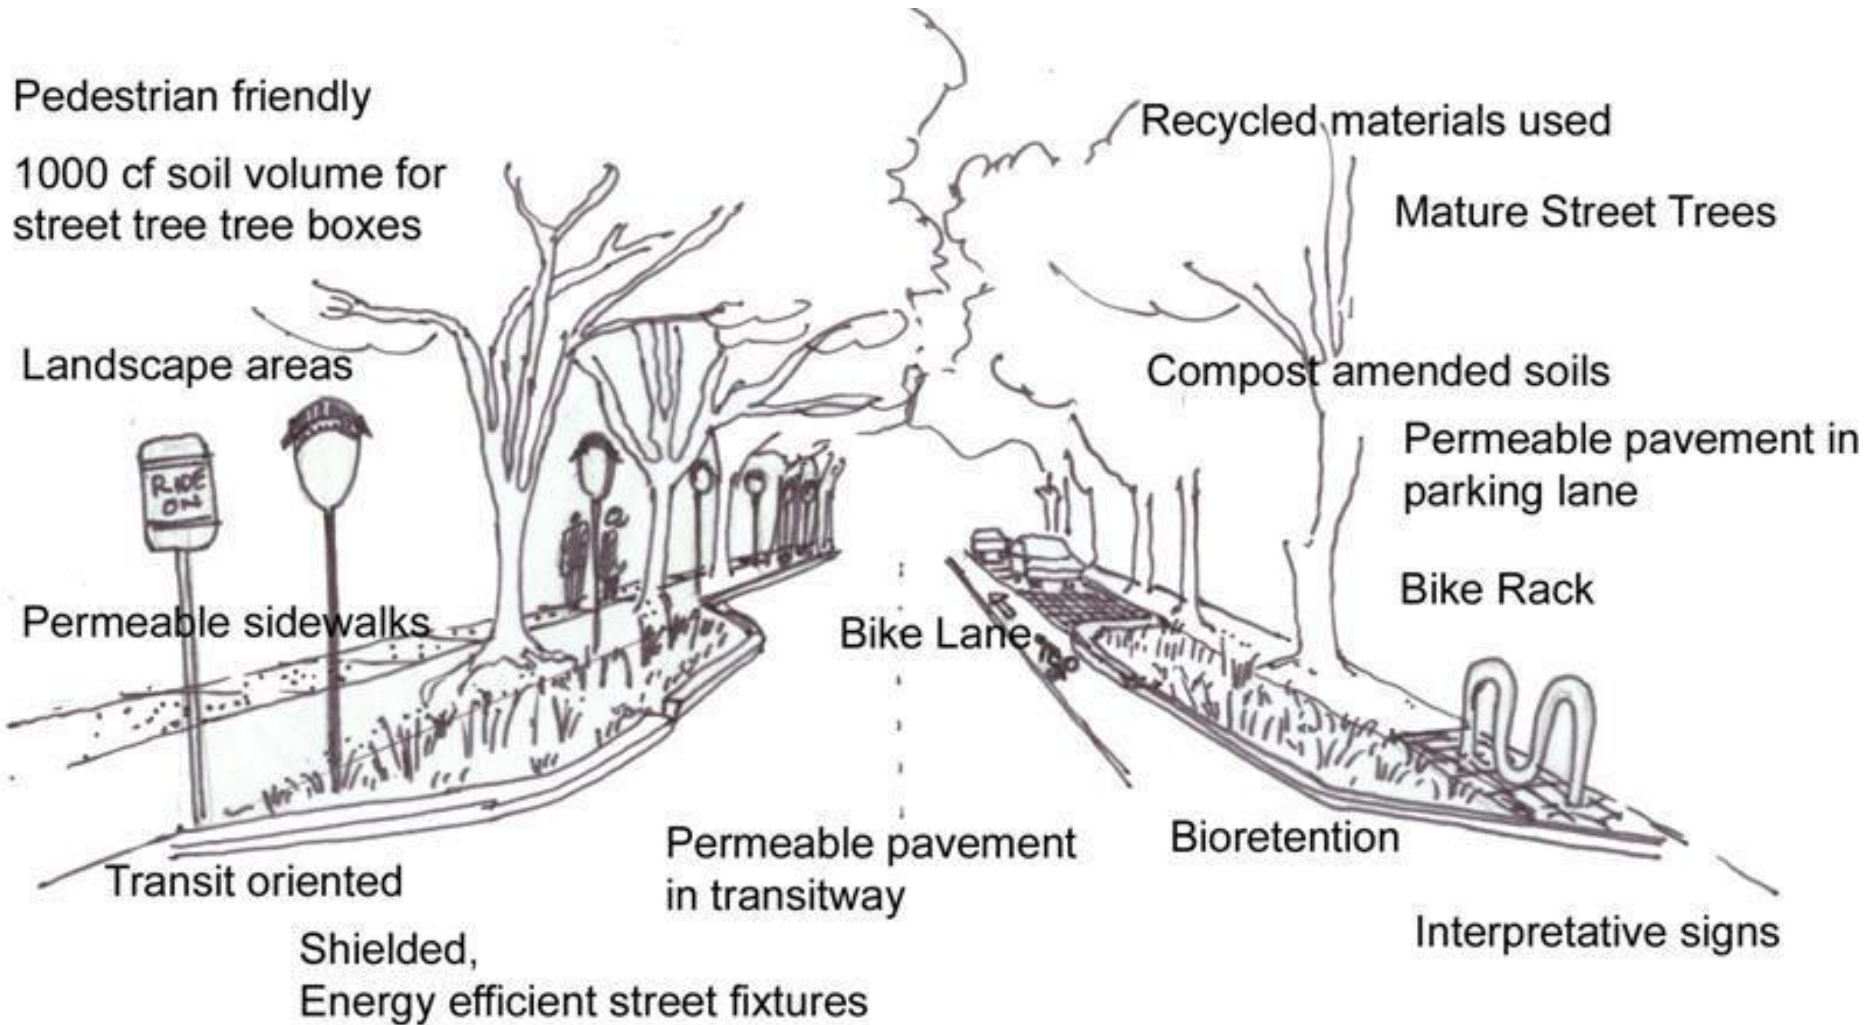 Pedestrian friendly
1000 cf soil volume for
street tree tree boxes
Landscape areas
RIDE
ON
Permeable sidewalks
Transit oriented
Shielded,
Energy efficient street fixtures
Permeable pavement
in transitway
Bike Lane
Recycled materials used
Mature Street Trees
Compost amended soils
Permeable pavement in
parking lane
Bike Rack
Bioretention
Interpretative signs